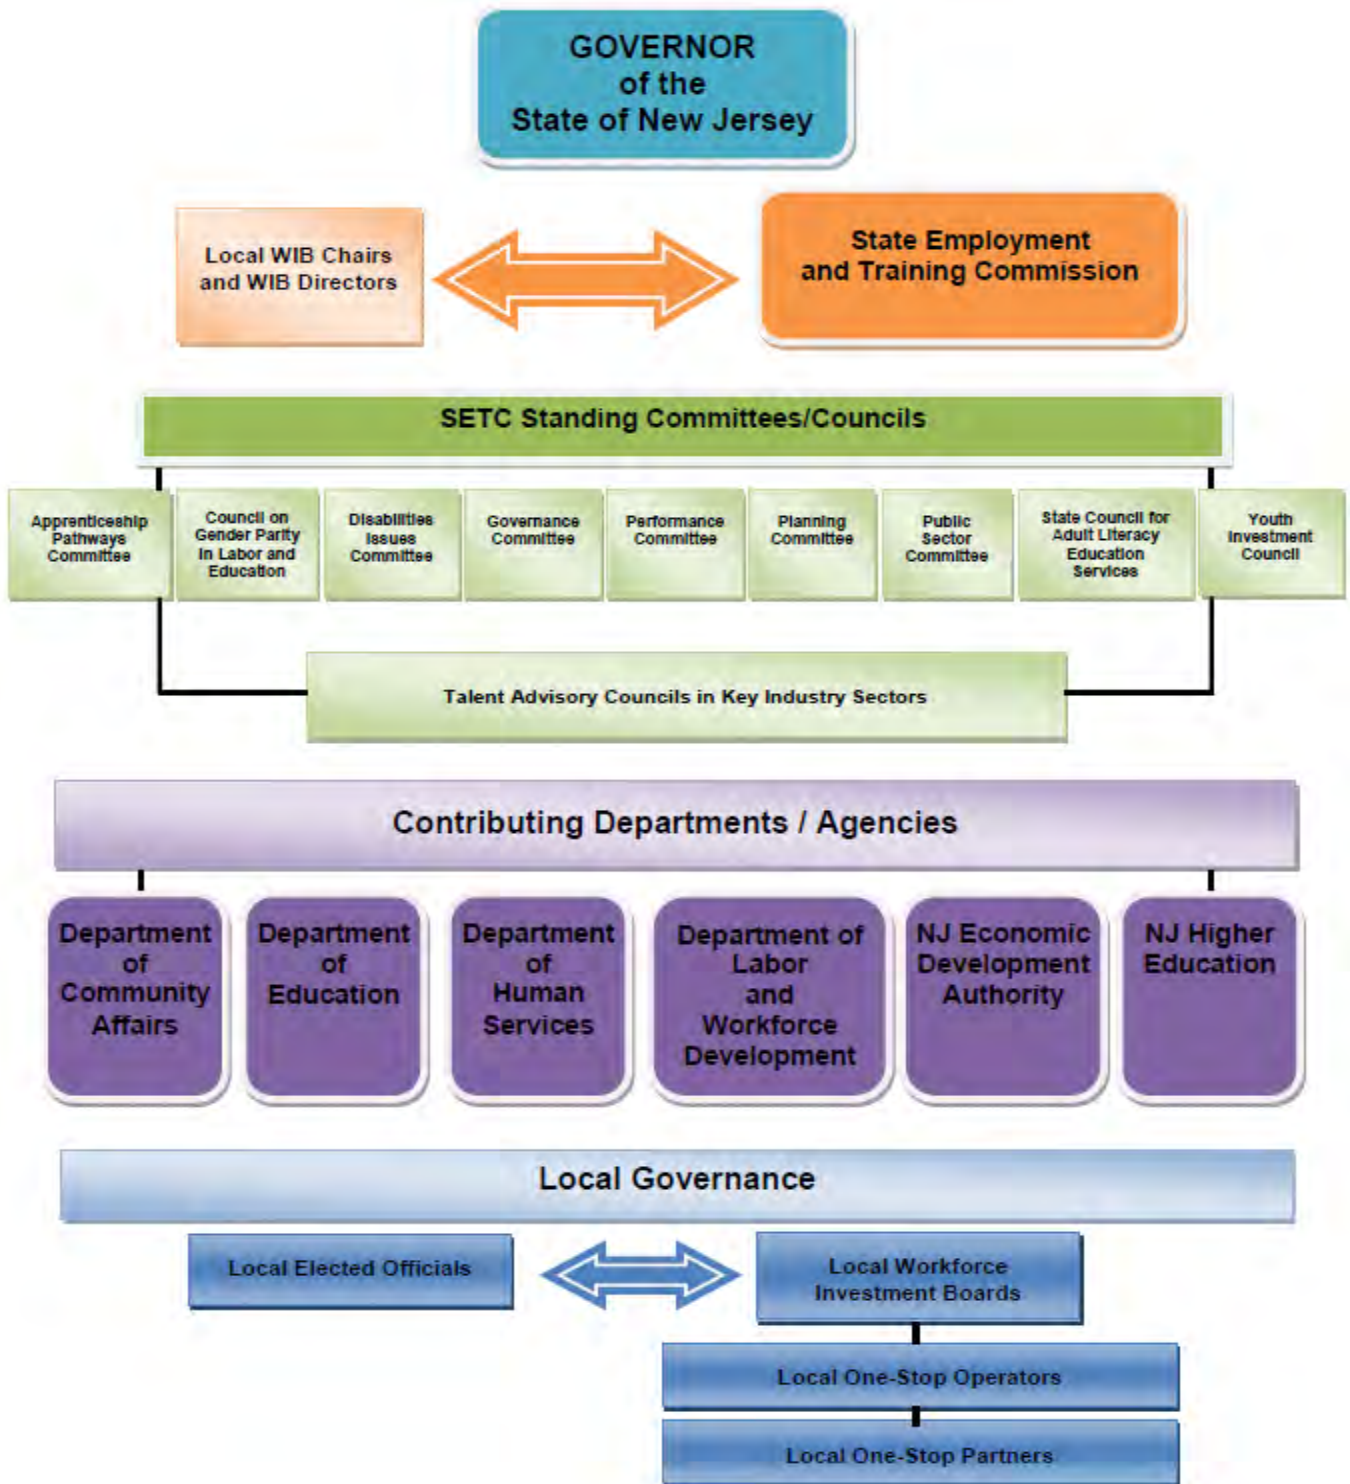 GOVERNOR
of the
State of New Jersey
Local WIB Chairs
and WIB Directors
State Employment
and Training Commission
SETC Standing Committees/Councils
Apprenticeship
Pathways
Committee
Council on
Gender Parity
in Labor and
Education
Disabilities
Issues
Committee
Governance
Committee
Performance
Committee
Planning
Committee
Public
Sector
Committee
State Council for
Adult Literacy
Education
Services
Youth
Investment
Council
Talent Advisory Councils in Key Industry Sectors
Contributing Departments / Agencies
Department
of
Community
Affairs
Department
of
Education
Department
of
Human
Services
Department of
Labor
and
Workforce
Development
NJ Economic
Development
Authority
NJ Higher
Education
Local Governance
Local Elected Officials
Local Workforce
Investment Boards
Local One-Stop Operators
Local One-Stop Partners